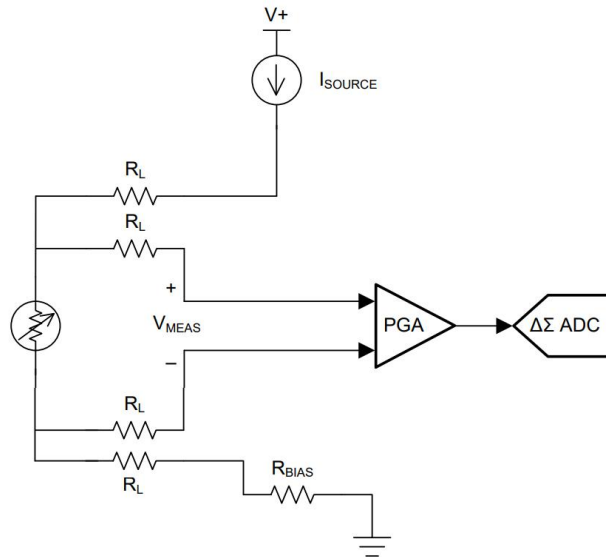 V+
I_SOURCE
R_L
R_L
+
V_MEAS
PGA
ΔΣ ADC
−
R_L
R_L
R_BIAS